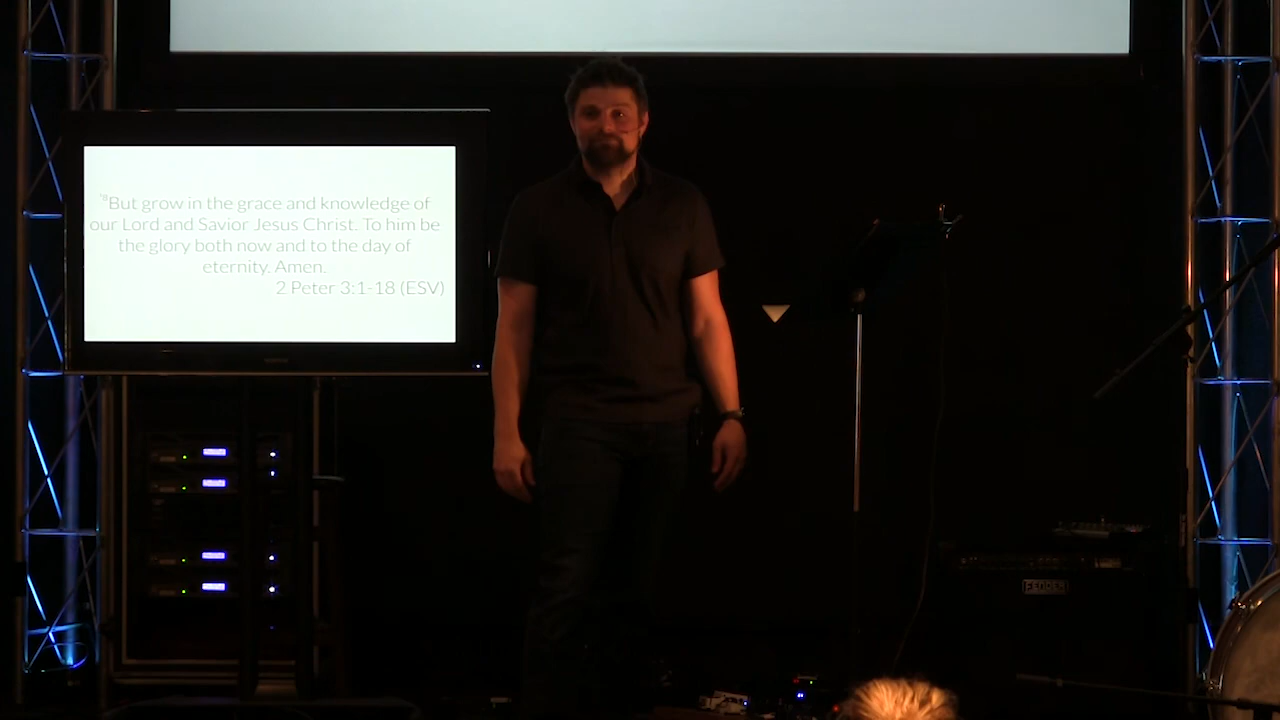 ¹⁸But grow in the grace and knowledge of
our Lord and Savior Jesus Christ. To him be
the glory both now and to the day of
eternity. Amen.
2 Peter 3:1-18 (ESV)
FENDER